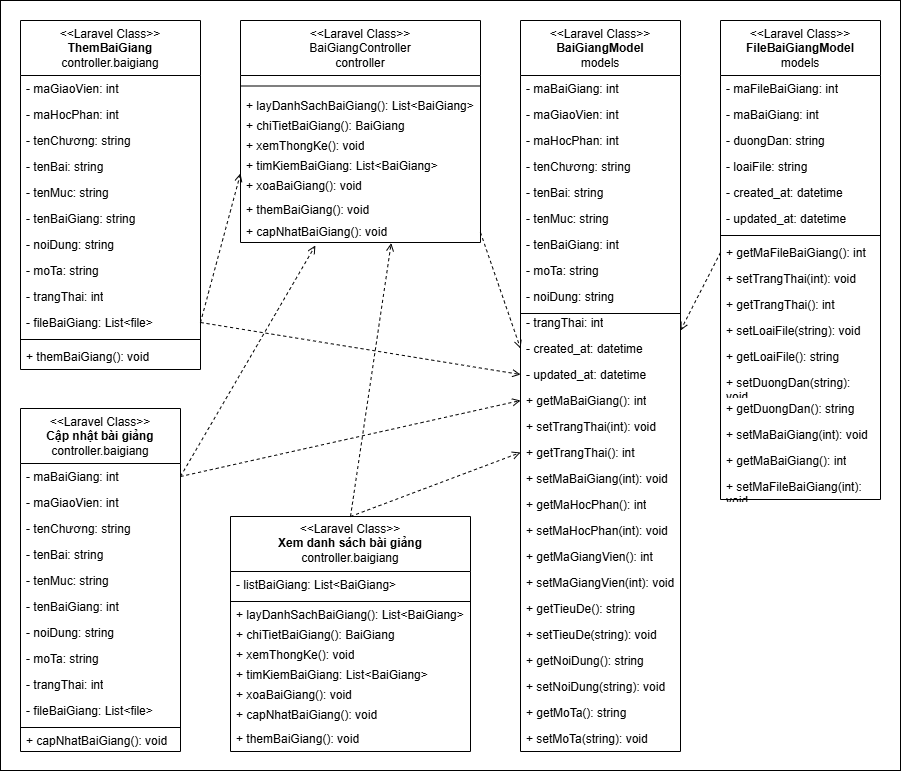 <<Laravel Class>>
ThemBaiGiang
controller.baigiang
- maGiaoVien: int
- maHocPhan: int
- tenChương: string
- tenBai: string
- tenMuc: string
- tenBaiGiang: string
- noiDung: string
- moTa: string
- trangThai: int
- fileBaiGiang: List<file>
+ themBaiGiang(): void
<<Laravel Class>>
BaiGiangController
controller
+ layDanhSachBaiGiang(): List<BaiGiang>
+ chiTietBaiGiang(): BaiGiang
+ xemThongKe(): void
+ timKiemBaiGiang: List<BaiGiang>
+ xoaBaiGiang(): void
+ themBaiGiang(): void
+ capNhatBaiGiang(): void
<<Laravel Class>>
BaiGiangModel
models
- maBaiGiang: int
- maGiaoVien: int
- maHocPhan: int
- tenChương: string
- tenBai: string
- tenMuc: string
- tenBaiGiang: int
- moTa: string
- noiDung: string
- trangThai: int
- created_at: datetime
- updated_at: datetime
+ getMaBaiGiang(): int
+ setTrangThai(int): void
+ getTrangThai(): int
+ setMaBaiGiang(int): void
+ getMaHocPhan(): int
+ setMaHocPhan(int): void
+ getMaGiangVien(): int
+ setMaGiangVien(int): void
+ getTieuDe(): string
+ setTieuDe(string): void
+ getNoiDung(): string
+ setNoiDung(string): void
+ getMoTa(): string
+ setMoTa(string): void
<<Laravel Class>>
FileBaiGiangModel
models
- maFileBaiGiang: int
- maBaiGiang: int
- duongDan: string
- loaiFile: string
- created_at: datetime
- updated_at: datetime
+ getMaFileBaiGiang(): int
+ setTrangThai(int): void
+ getTrangThai(): int
+ setLoaiFile(string): void
+ getLoaiFile(): string
+ setDuongDan(string):
void
+ getDuongDan(): string
+ setMaBaiGiang(int): void
+ getMaBaiGiang(): int
+ setMaFileBaiGiang(int):
void
<<Laravel Class>>
Cập nhật bài giảng
controller.baigiang
- maBaiGiang: int
- maGiaoVien: int
- tenChương: string
- tenBai: string
- tenMuc: string
- tenBaiGiang: int
- noiDung: string
- moTa: string
- trangThai: int
- fileBaiGiang: List<file>
+ capNhatBaiGiang(): void
<<Laravel Class>>
Xem danh sách bài giảng
controller.baigiang
- listBaiGiang: List<BaiGiang>
+ layDanhSachBaiGiang(): List<BaiGiang>
+ chiTietBaiGiang(): BaiGiang
+ xemThongKe(): void
+ timKiemBaiGiang: List<BaiGiang>
+ xoaBaiGiang(): void
+ capNhatBaiGiang(): void
+ themBaiGiang(): void